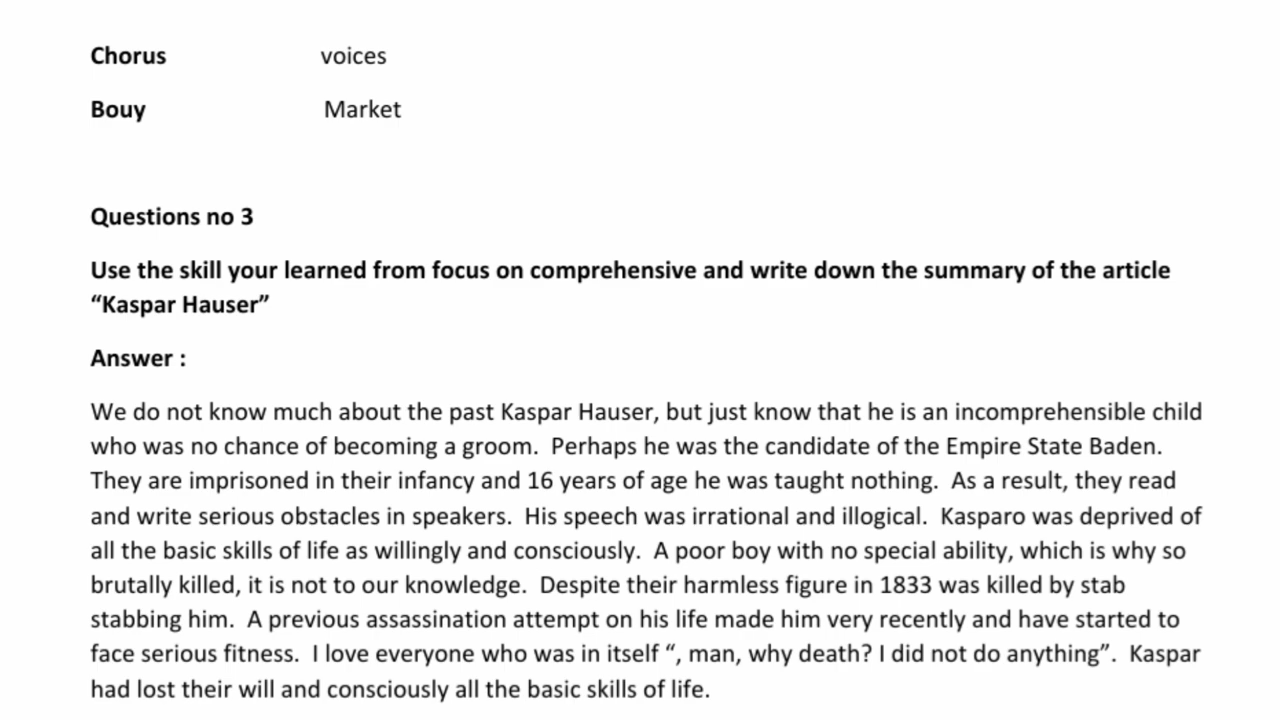 Chorus voices
Bouy Market
Questions no 3
Use the skill your learned from focus on comprehensive and write down the summary of the article
“Kaspar Hauser”
Answer :
We do not know much about the past Kaspar Hauser, but just know that he is an incomprehensible child
who was no chance of becoming a groom. Perhaps he was the candidate of the Empire State Baden.
They are imprisoned in their infancy and 16 years of age he was taught nothing. As a result, they read
and write serious obstacles in speakers. His speech was irrational and illogical. Kasparo was deprived of
all the basic skills of life as willingly and consciously. A poor boy with no special ability, which is why so
brutally killed, it is not to our knowledge. Despite their harmless figure in 1833 was killed by stab
stabbing him. A previous assassination attempt on his life made him very recently and have started to
face serious fitness. I love everyone who was in itself “, man, why death? I did not do anything”. Kaspar
had lost their will and consciously all the basic skills of life.